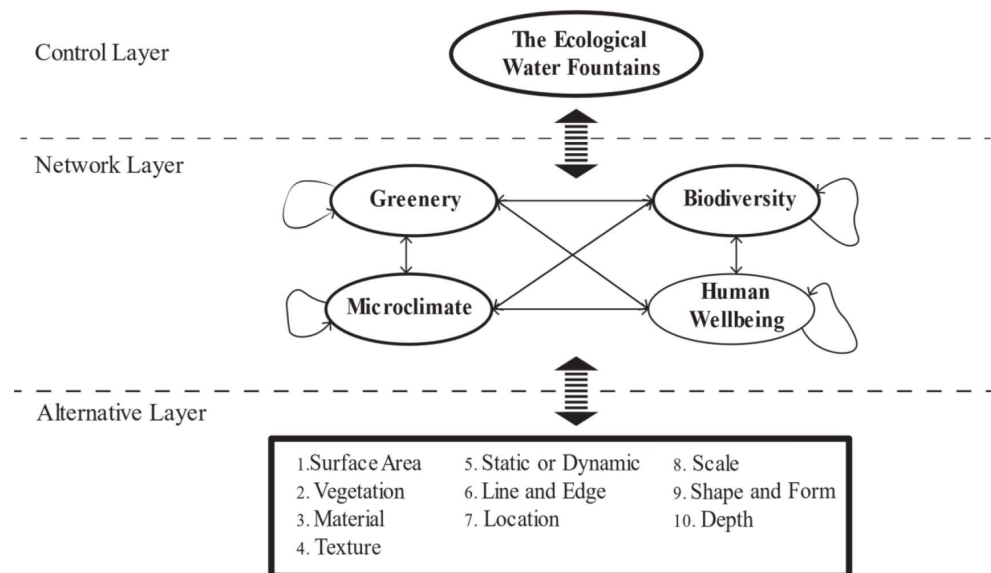 Control Layer
The Ecological
Water Fountains
Network Layer
Greenery
Biodiversity
Microclimate
Human
Wellbeing
Alternative Layer
1.Surface Area
2. Vegetation
3. Material
4. Texture
5. Static or Dynamic
6. Line and Edge
7. Location
8. Scale
9. Shape and Form
10. Depth